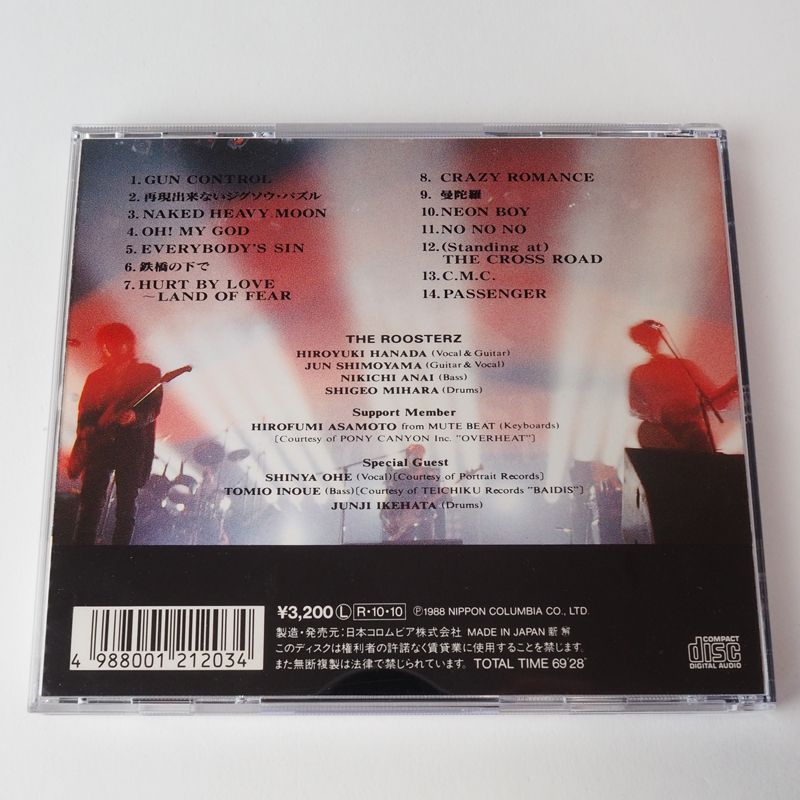 1. GUN CONTROL
2. 再現出来ないジグソウ・パズル
3. NAKED HEAVY MOON
4. OH! MY GOD
5. EVERYBODY'S SIN
6. 鉄橋の下で
7. HURT BY LOVE
~LAND OF FEAR
8. CRAZY ROMANCE
9. 曼陀羅
10. NEON BOY
11. NO NO NO
12. (Standing at)
THE CROSS ROAD
13. C.M.C.
14. PASSENGER
THE ROOSTERZ
HIROYUKI HANADA (Vocal & Guitar)
JUN SHIMOYAMA (Guitar & Vocal)
NIKICHI ANAI (Bass)
SHIGEO MIHARA (Drums)
Support Member
HIROFUMI ASAMOTO from MUTE BEAT (Keyboards)
[Courtesy of PONY CANYON Inc. "OVERHEAT"]
Special Guest
SHINYA OHE (Vocal)[Courtesy of Portrait Records]
TOMIO INOUE (Bass)[Courtesy of TEICHIKU Records "BAIDIS"]
JUNJI IKEHATA (Drums)
4 988001 212034
¥3,200 Ⓛ R・10・10 ℗1988 NIPPON COLUMBIA CO., LTD.
製造・発売元:日本コロムビア株式会社 MADE IN JAPAN
このディスクは権利者の許諾なく賃貸業に使用することを禁じます。
また無断複製は法律で禁じられています。 TOTAL TIME 69'28"
COMPACT
disc
DIGITAL AUDIO